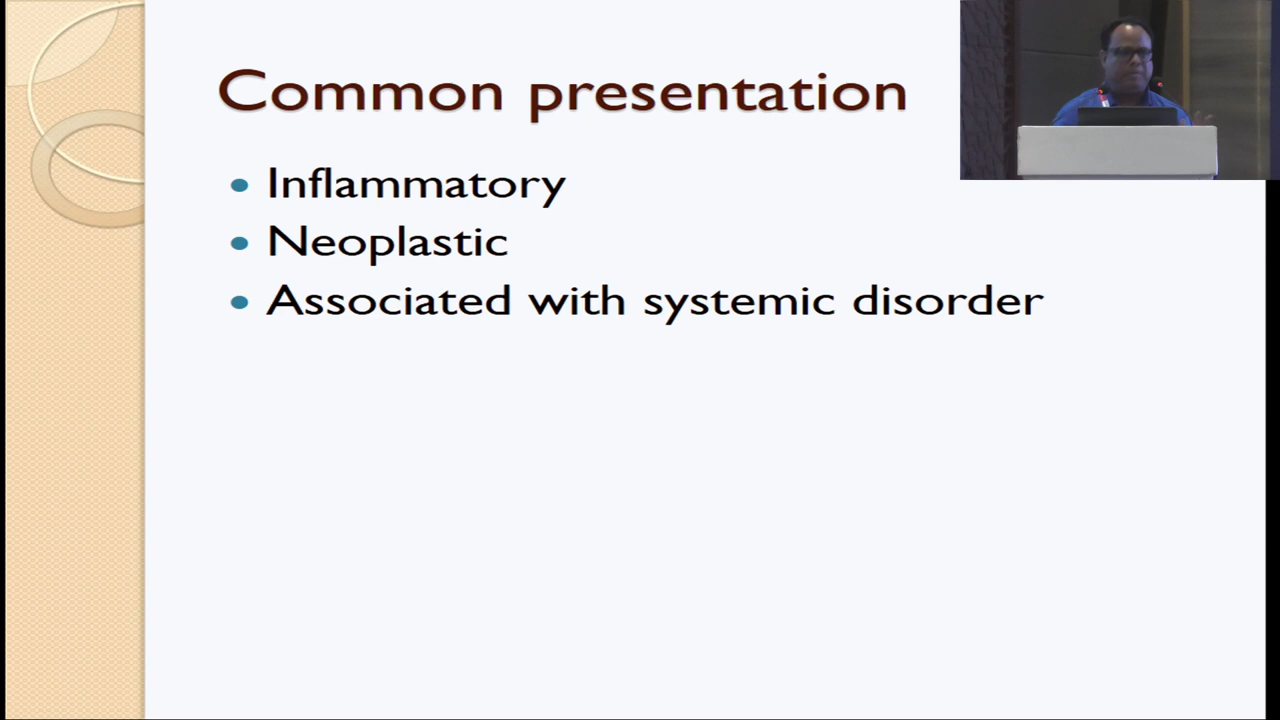 Common presentation
Inflammatory
Neoplastic
Associated with systemic disorder